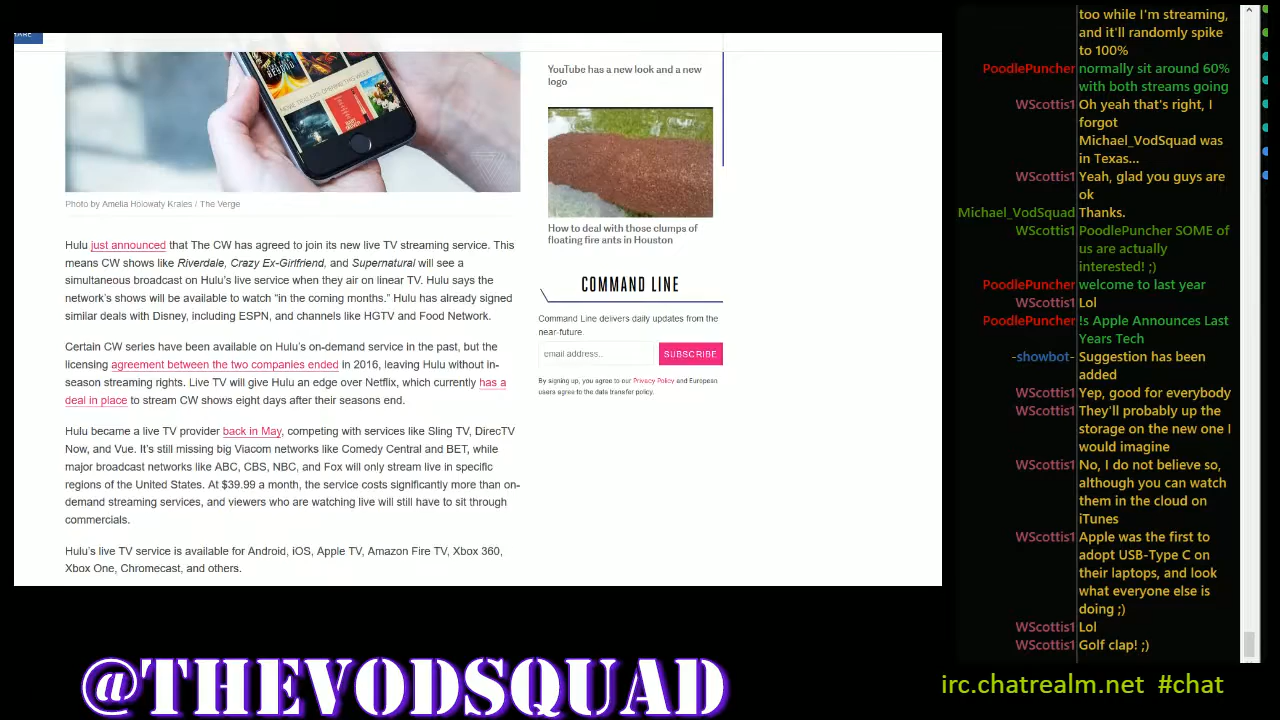 YouTube has a new look and a new
logo
Photo by Amelia Holowaty Krales / The Verge
How to deal with those clumps of
floating fire ants in Houston
Hulu just announced that The CW has agreed to join its new live TV streaming service. This
means CW shows like Riverdale, Crazy Ex-Girlfriend, and Supernatural will see a
simultaneous broadcast on Hulu's live service when they air on linear TV. Hulu says the
network's shows will be available to watch “in the coming months.” Hulu has already signed
similar deals with Disney, including ESPN, and channels like HGTV and Food Network.
Certain CW series have been available on Hulu's on-demand service in the past, but the
licensing agreement between the two companies ended in 2016, leaving Hulu without in-
season streaming rights. Live TV will give Hulu an edge over Netflix, which currently has a
deal in place to stream CW shows eight days after their seasons end.
Hulu became a live TV provider back in May, competing with services like Sling TV, DirecTV
Now, and Vue. It's still missing big Viacom networks like Comedy Central and BET, while
major broadcast networks like ABC, CBS, NBC, and Fox will only stream live in specific
regions of the United States. At $39.99 a month, the service costs significantly more than on-
demand streaming services, and viewers who are watching live will still have to sit through
commercials.
Hulu's live TV service is available for Android, iOS, Apple TV, Amazon Fire TV, Xbox 360,
Xbox One, Chromecast, and others.
COMMAND LINE
Command Line delivers daily updates from the
near-future.
email address..
SUBSCRIBE
By signing up, you agree to our Privacy Policy and European
users agree to the data transfer policy.
too while I'm streaming,
and it'll randomly spike
to 100%
PoodlePuncher normally sit around 60%
with both streams going
WScottis1 Oh yeah that's right, I
forgot
Michael_VodSquad was
in Texas...
WScottis1 Yeah, glad you guys are
ok
Michael_VodSquad Thanks.
WScottis1 PoodlePuncher SOME of
us are actually
interested! ;)
PoodlePuncher welcome to last year
WScottis1 Lol
PoodlePuncher !s Apple Announces Last
Years Tech
-showbot- Suggestion has been
added
WScottis1 Yep, good for everybody
WScottis1 They'll probably up the
storage on the new one I
would imagine
WScottis1 No, I do not believe so,
although you can watch
them in the cloud on
iTunes
WScottis1 Apple was the first to
adopt USB-Type C on
their laptops, and look
what everyone else is
doing ;)
WScottis1 Lol
WScottis1 Golf clap! ;)
@THEVODSQUAD
irc.chatrealm.net #chat